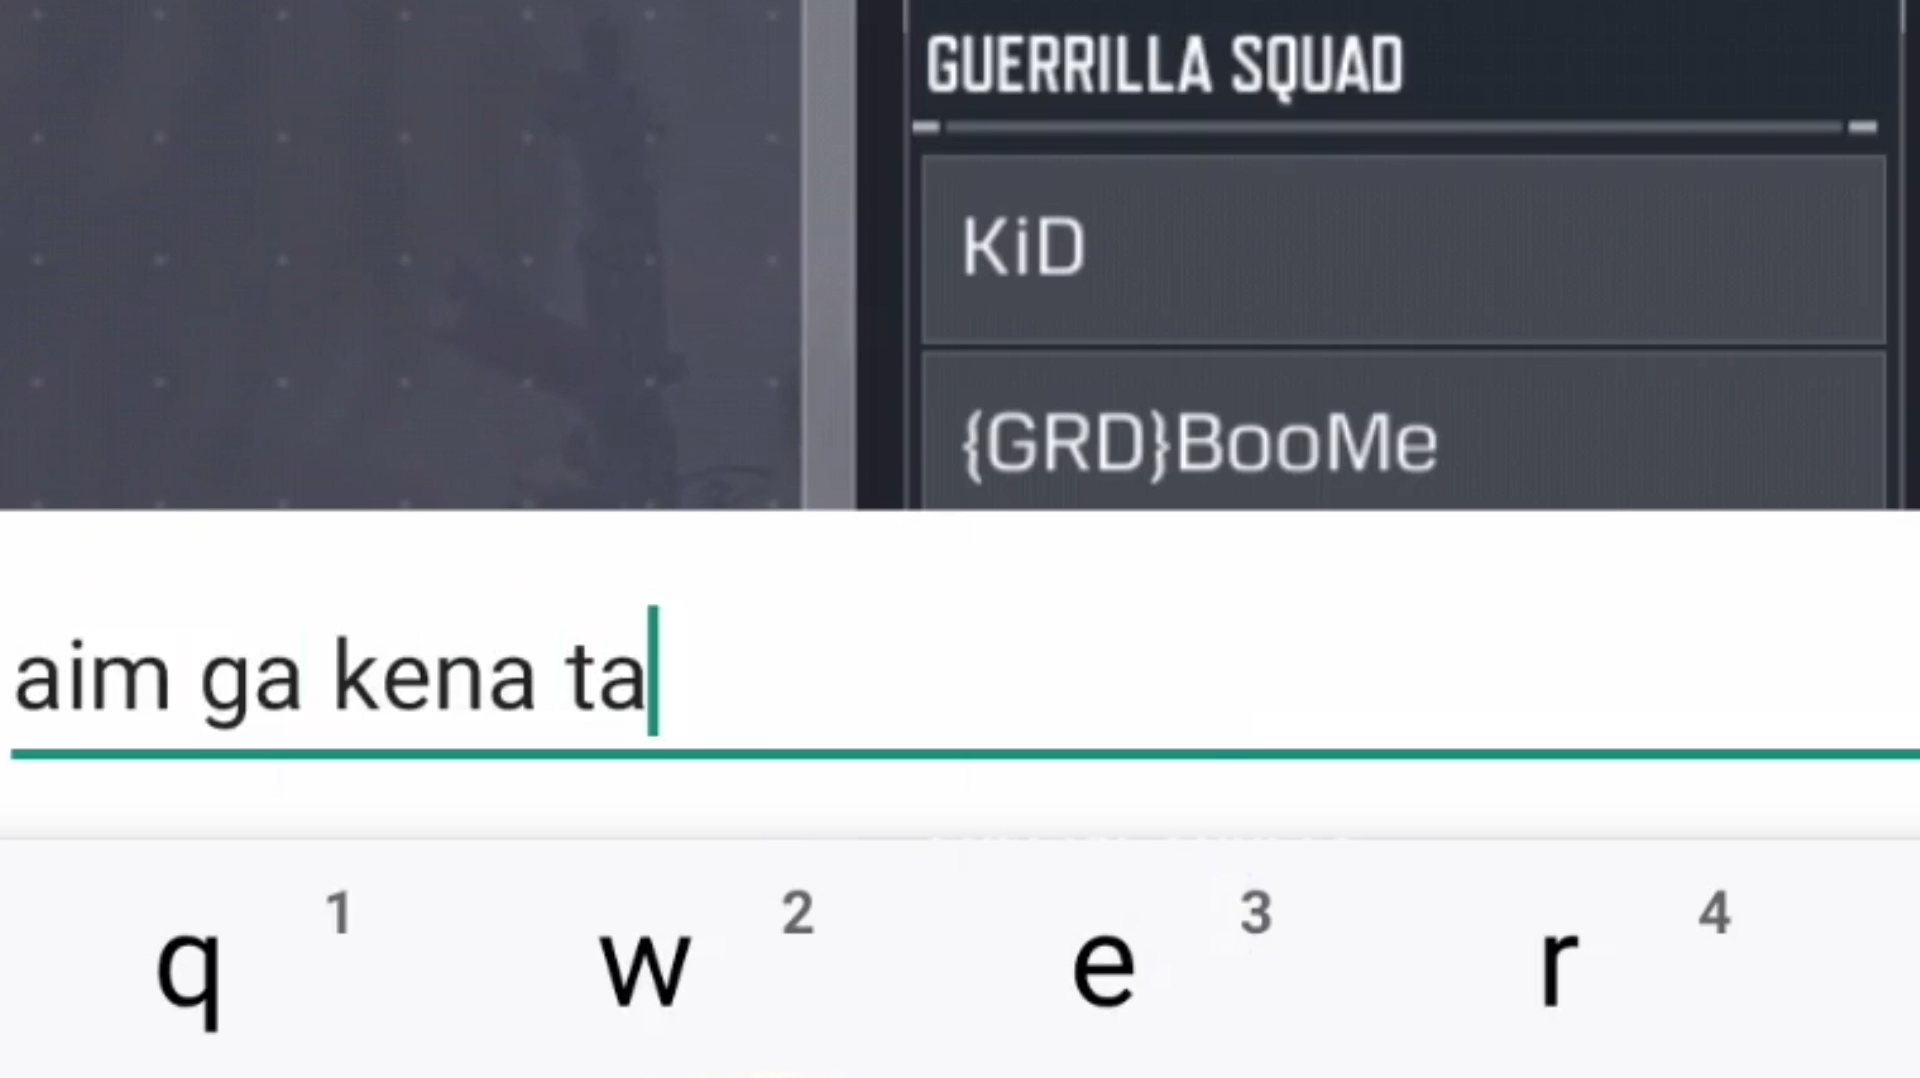 GUERRILLA SQUAD
KiD
{GRD}BooMe
aim ga kena ta
q 1 w 2 e 3 r 4